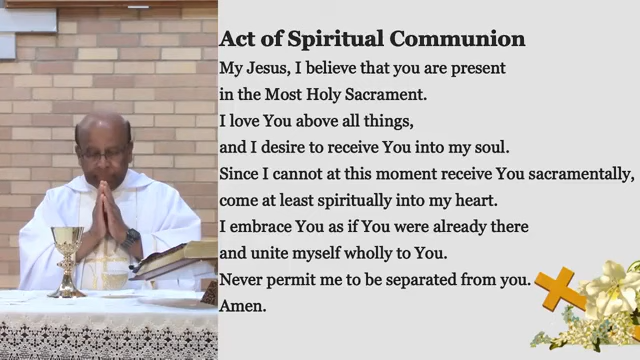 Act of Spiritual Communion
My Jesus, I believe that you are present
in the Most Holy Sacrament.
I love You above all things,
and I desire to receive You into my soul.
Since I cannot at this moment receive You sacramentally,
come at least spiritually into my heart.
I embrace You as if You were already there
and unite myself wholly to You.
Never permit me to be separated from you.
Amen.